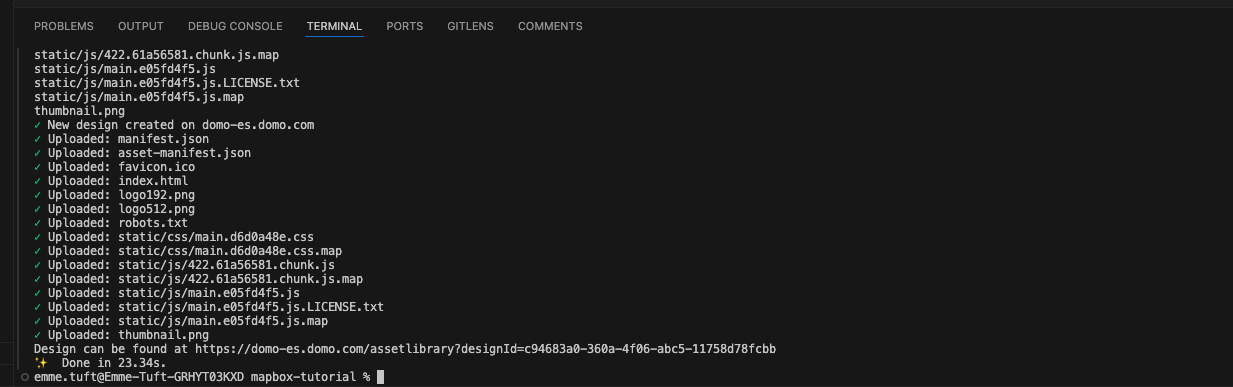 PROBLEMS OUTPUT DEBUG CONSOLE TERMINAL PORTS GITLENS COMMENTS
static/js/422.61a56581.chunk.js.map
static/js/main.e05fd4f5.js
static/js/main.e05fd4f5.js.LICENSE.txt
static/js/main.e05fd4f5.js.map
thumbnail.png
✓ New design created on domo-es.domo.com
✓ Uploaded: manifest.json
✓ Uploaded: asset-manifest.json
✓ Uploaded: favicon.ico
✓ Uploaded: index.html
✓ Uploaded: logo192.png
✓ Uploaded: logo512.png
✓ Uploaded: robots.txt
✓ Uploaded: static/css/main.d6d0a48e.css
✓ Uploaded: static/css/main.d6d0a48e.css.map
✓ Uploaded: static/js/422.61a56581.chunk.js
✓ Uploaded: static/js/422.61a56581.chunk.js.map
✓ Uploaded: static/js/main.e05fd4f5.js
✓ Uploaded: static/js/main.e05fd4f5.js.LICENSE.txt
✓ Uploaded: static/js/main.e05fd4f5.js.map
✓ Uploaded: thumbnail.png
Design can be found at https://domo-es.domo.com/assetlibrary?designId=c94683a0-360a-4f06-abc5-11758d78fcbb
✨ Done in 23.34s.
emme.tuft@Emme-Tuft-GRHYT03KXD mapbox-tutorial %